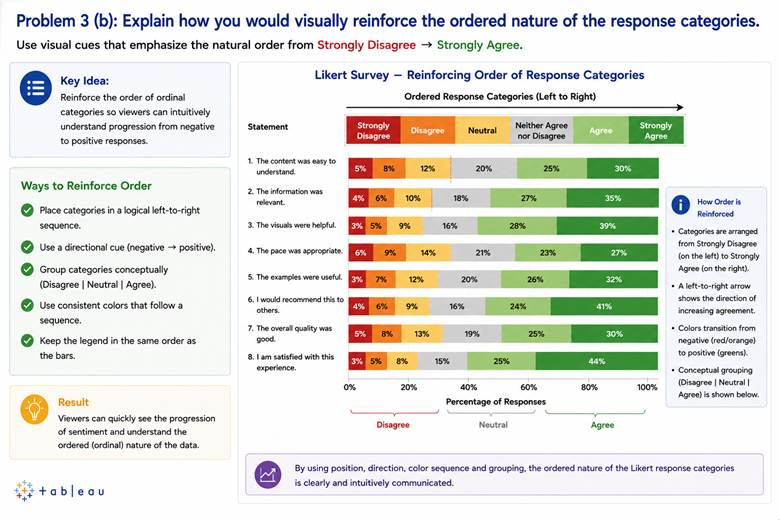 Problem 3 (b): Explain how you would visually reinforce the ordered nature of the response categories.
Use visual cues that emphasize the natural order from Strongly Disagree → Strongly Agree.
Key Idea:
Reinforce the order of ordinal
categories so viewers can intuitively
understand progression from negative
to positive responses.
Ways to Reinforce Order
Place categories in a logical left-to-right
sequence.
Use a directional cue (negative → positive).
Group categories conceptually
(Disagree | Neutral | Agree).
Use consistent colors that follow a
sequence.
Keep the legend in the same order as
the bars.
Result
Viewers can quickly see the progression
of sentiment and understand the
ordered (ordinal) nature of the data.
+ableau
Likert Survey – Reinforcing Order of Response Categories
Ordered Response Categories (Left to Right)
Statement
Strongly
Disagree
Disagree
Neutral
Neither Agree
nor Disagree
Agree
Strongly
Agree
1. The content was easy to
understand.
5% 8% 12% 20% 25% 30%
2. The information was
relevant.
4% 6% 10% 18% 27% 35%
3. The visuals were helpful.
3% 5% 9% 16% 28% 39%
4. The pace was appropriate.
6% 9% 14% 21% 23% 27%
5. The examples were useful.
3% 7% 12% 20% 26% 32%
6. I would recommend this to
others.
4% 6% 9% 16% 24% 41%
7. The overall quality was
good.
5% 8% 13% 19% 25% 30%
8. I am satisfied with this
experience.
3% 5% 8% 15% 25% 44%
0% 20% 40% 60% 80% 100%
Percentage of Responses
Disagree
Neutral
Agree
How Order is
Reinforced
• Categories are arranged
from Strongly Disagree
(on the left) to Strongly
Agree (on the right).
• A left-to-right arrow
shows the direction of
increasing agreement.
• Colors transition from
negative (red/orange)
to positive (greens).
• Conceptual grouping
(Disagree | Neutral |
Agree) is shown below.
By using position, direction, color sequence and grouping, the ordered nature of the Likert response categories
is clearly and intuitively communicated.